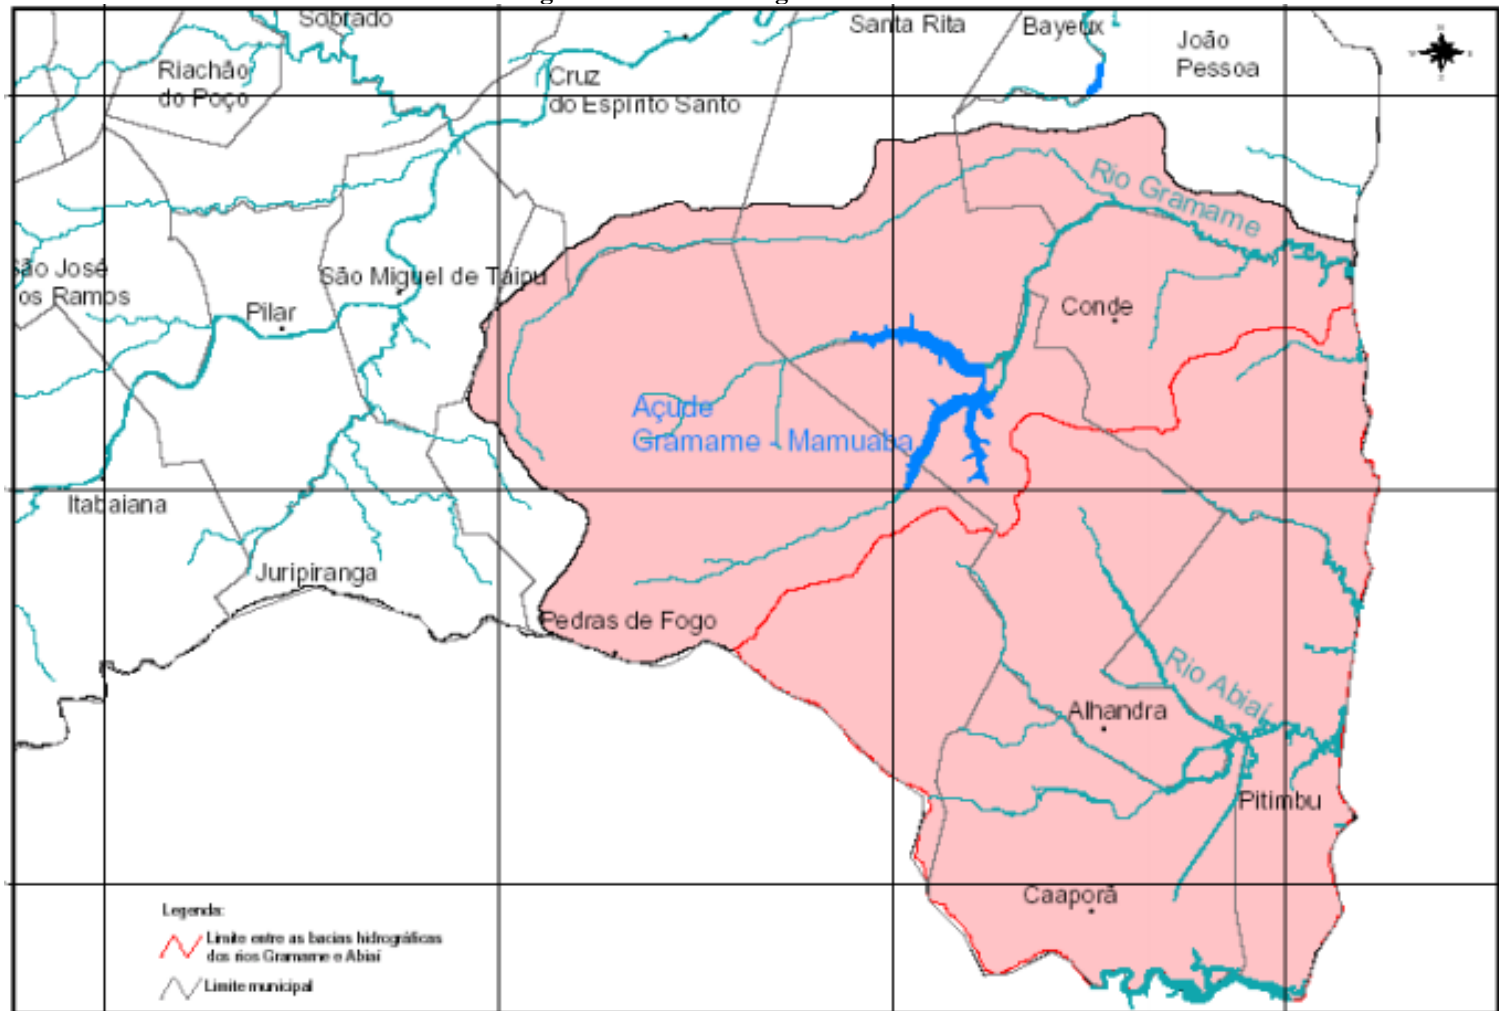 Sobrado
Santa Rita
Bayeux
João
Pessoa
Riachão
do Poço
Cruz
do Espírito Santo
Rio Gramame
São José
os Ramos
São Miguel de Taipu
Pilar
Conde
Açude
Gramame - Mamuaba
Itabaiana
Juripiranga
Pedras de Fogo
Rio Abiaí
Alhandra
Pitimbu
Caaporã
Legenda:
Limite entre as bacias hidrográficas
dos rios Gramame e Abiaí
Limite municipal